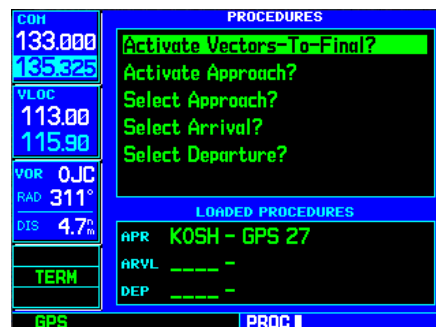 COM
133.000
135.325
VLOC
113.00
115.90
VOR OJC
RAD 311°
DIS 4.7nm
TERM
GPS
PROCEDURES
Activate Vectors-To-Final?
Activate Approach?
Select Approach?
Select Arrival?
Select Departure?
LOADED PROCEDURES
APR KOSH - GPS 27
ARVL ____ -
DEP ____ -
PROC